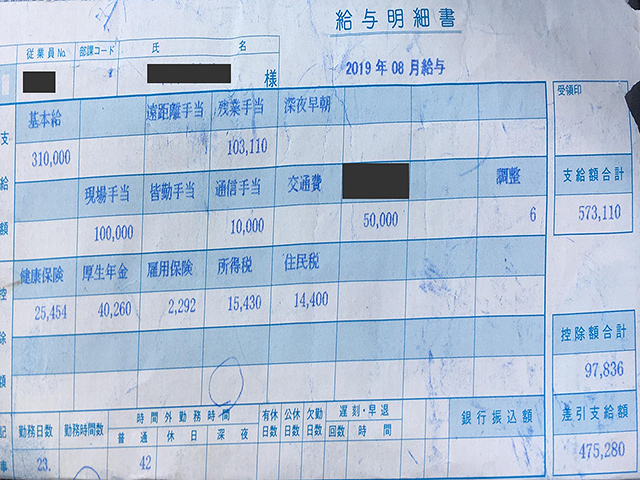 給与明細書
従業員No. 部課コード 氏 名
様
2019 年 08 月給与
受領印
基本給 遠距離手当 残業手当 深夜早朝
支
310,000 103,110
給
現場手当 皆勤手当 通信手当 交通費 調整 支給額合計
額
100,000 10,000 50,000 6 573,110
健康保険 厚生年金 雇用保険 所得税 住民税
控
25,454 40,260 2,292 15,430 14,400
除 控除額合計
額 97,836
記 勤務日数 勤務時間数 時間外勤務時間 有休日数 公休日数 欠勤日数 遅刻・早退 銀行振込額 差引支給額
普通 休日 深夜 回数 時間
事 23. 42 475,280